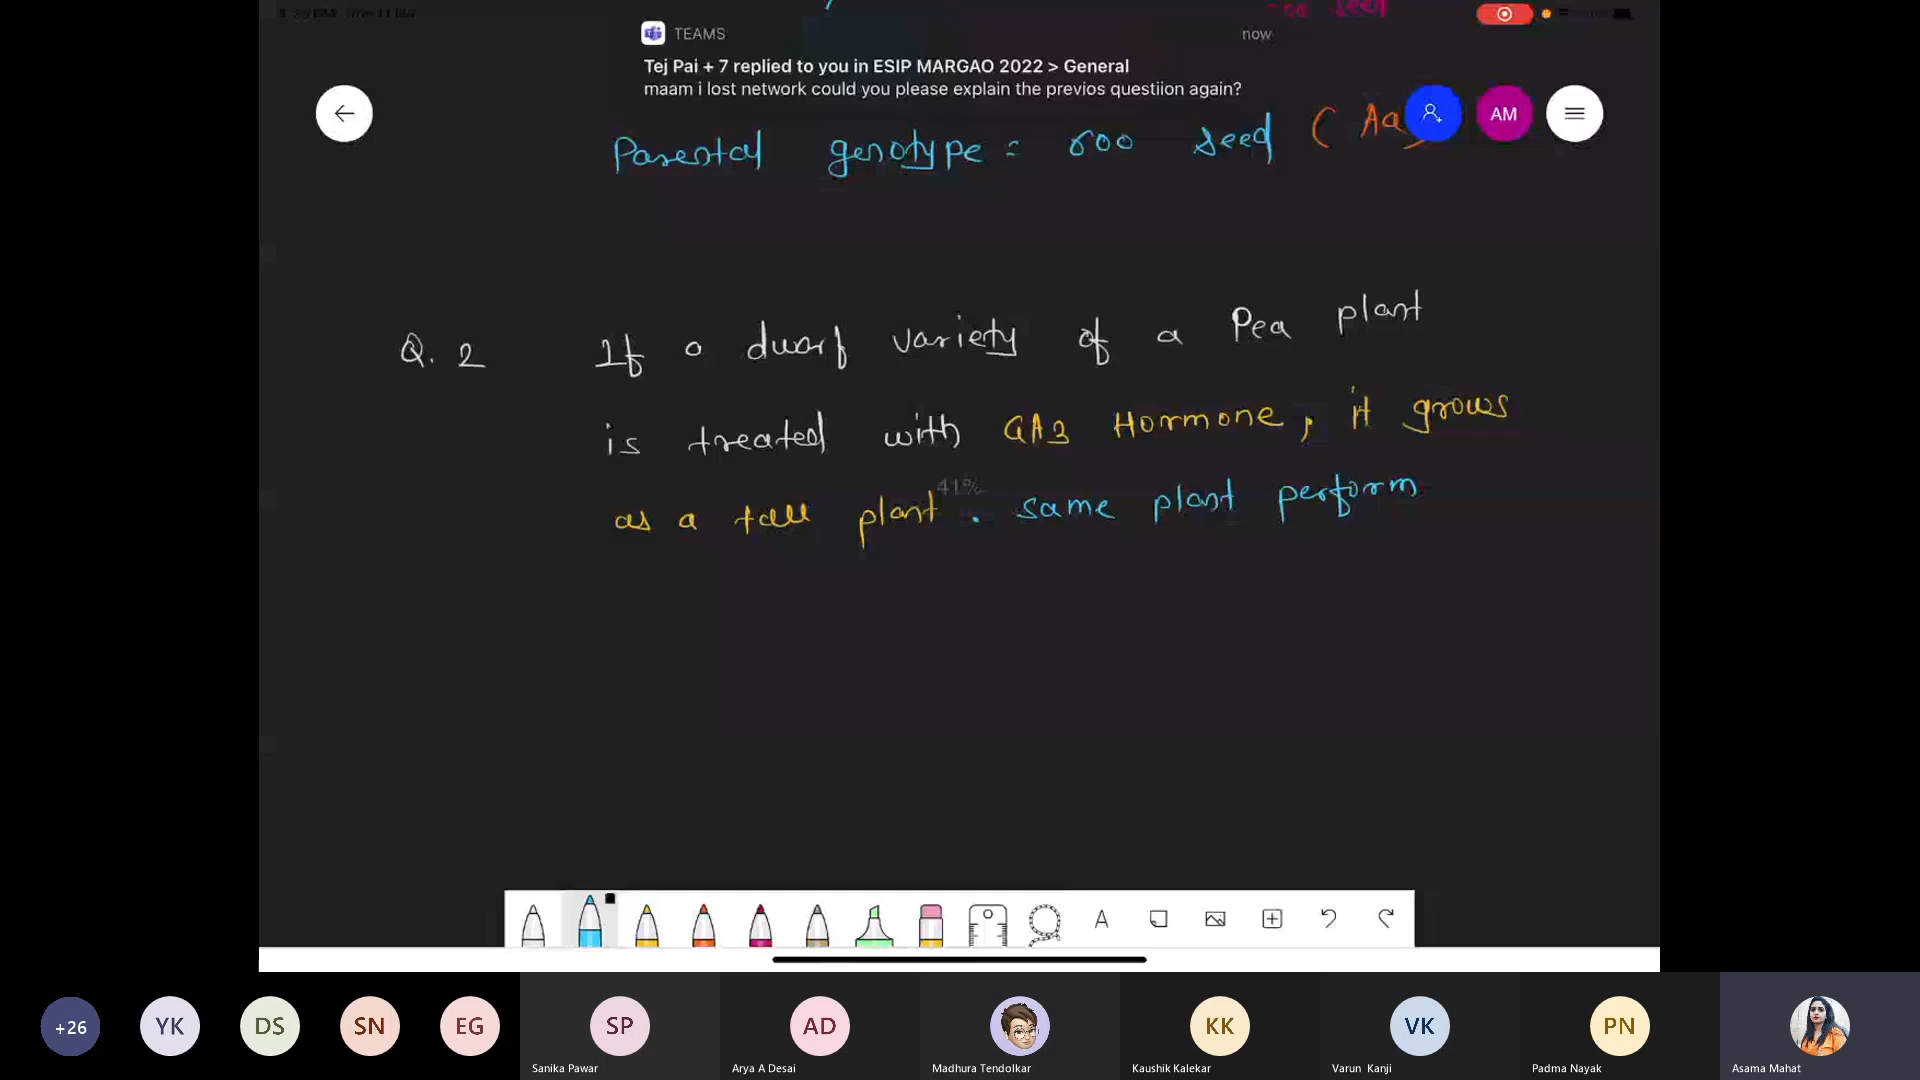 seed
TEAMS
now
Tej Pai + 7 replied to you in ESIP MARGAO 2022 > General
maam i lost network could you please explain the previos questiion again?
AM
Parental genotype = 600 seed (Aa)
Q. 2 If a dwarf variety of a Pea plant
is treated with GA3 Hormone, it grows
41%
as a tall plant. same plant perform
A
+26
YK
DS
SN
EG
SP
AD
KK
VK
PN
Sanika Pawar
Arya A Desai
Madhura Tendolkar
Kaushik Kalekar
Varun Kanji
Padma Nayak
Asama Mahat